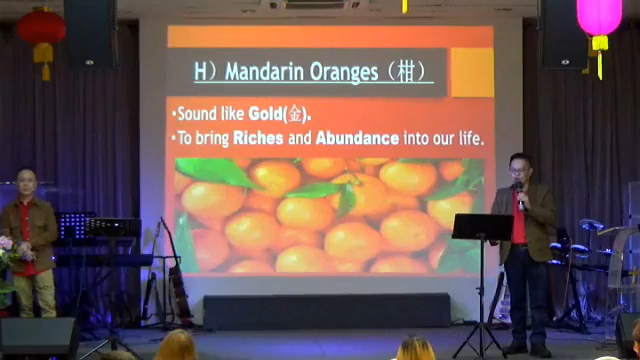 H）Mandarin Oranges（柑）
•Sound like Gold(金).
•To bring Riches and Abundance into our life.